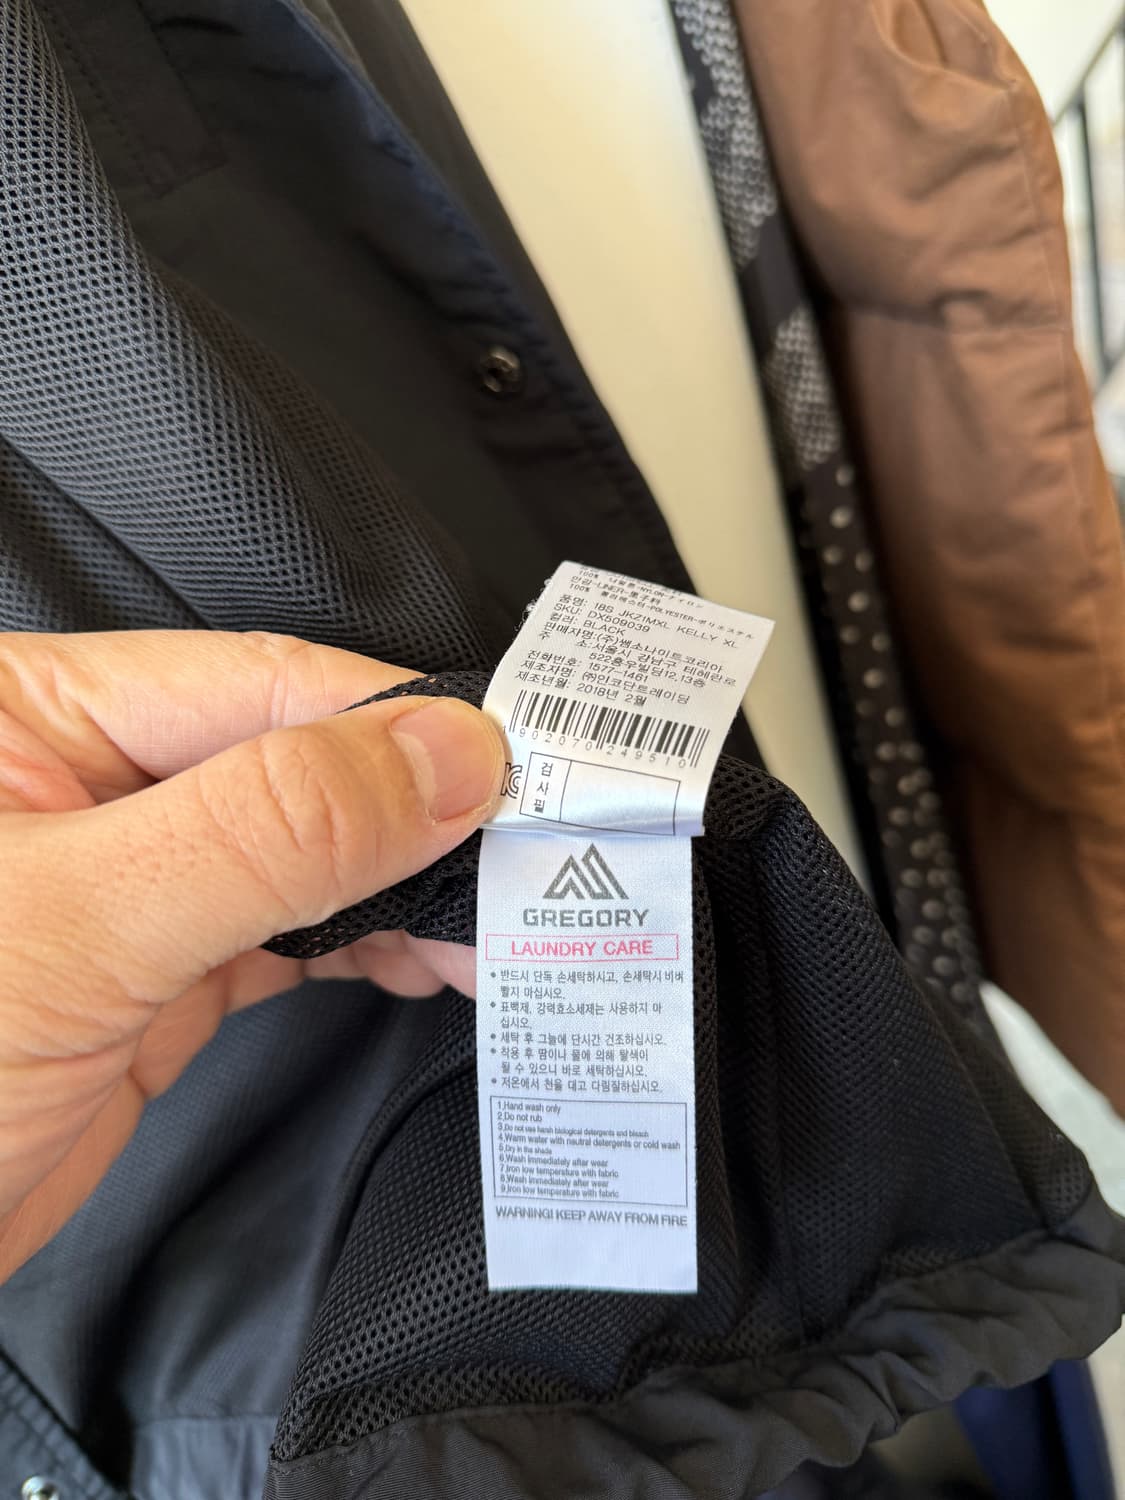 100% 나일론-NYLON-ナイロン
안감-LINER-里子料
100% 폴리에스터-POLYESTER-ポリエステル
품명: 18S JKZ1MXL KELLY XL
SKU: DX509039
컬러: BLACK
판매자명:(주)쌤소나이트코리아
주 소:서울시 강남구 테헤란로
522홍우빌딩12,13층
전화번호: 1577-1461
제조자명: ㈜인코단트레이딩
제조년월: 2018년 2월
902070 249510
검사필
GREGORY
LAUNDRY CARE
• 반드시 단독 손세탁하시고, 손세탁시 비벼
빨지 마십시오.
• 표백제, 강력효소세제는 사용하지 마
십시오.
• 세탁 후 그늘에 단시간 건조하십시오.
• 착용 후 땀이나 물에 의해 탈색이
될 수 있으니 바로 세탁하십시오.
• 저온에서 천을 대고 다림질하십시오.
1,Hand wash only
2,Do not rub
3,Do not use harsh biological detergents and bleach
4,Warm water with neutral detergents or cold wash
5,Dry in the shade
6,Wash immediately after wear
7,Iron low temperature with fabric
8,Wash immediately after wear
9,Iron low temperature with fabric
WARNING! KEEP AWAY FROM FIRE